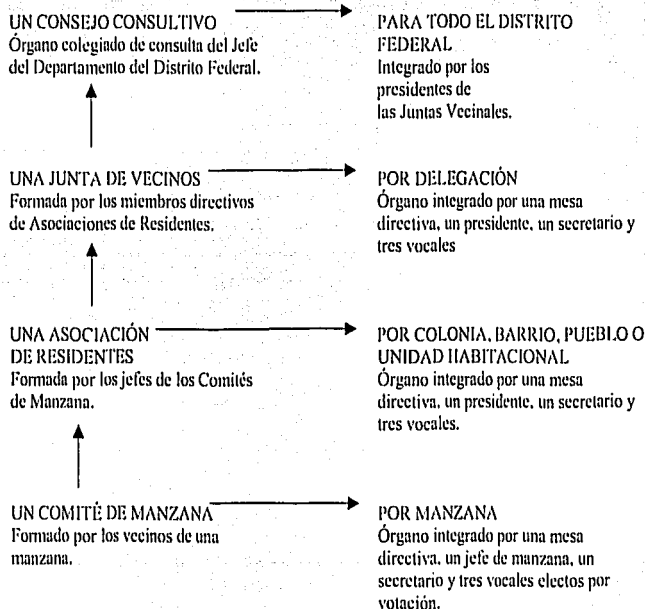 UN CONSEJO CONSULTIVO
Órgano colegiado de consulta del Jefe
del Departamento del Distrito Federal.
PARA TODO EL DISTRITO
FEDERAL
Integrado por los
presidentes de
las Juntas Vecinales.
UNA JUNTA DE VECINOS
Formada por los miembros directivos
de Asociaciones de Residentes.
POR DELEGACIÓN
Órgano integrado por una mesa
directiva, un presidente, un secretario y
tres vocales
UNA ASOCIACIÓN
DE RESIDENTES
Formada por los jefes de los Comités
de Manzana.
POR COLONIA, BARRIO, PUEBLO O
UNIDAD HABITACIONAL
Órgano integrado por una mesa
directiva, un presidente, un secretario y
tres vocales.
UN COMITÉ DE MANZANA
Formado por los vecinos de una
manzana.
POR MANZANA
Órgano integrado por una mesa
directiva, un jefe de manzana, un
secretario y tres vocales electos por
votación.